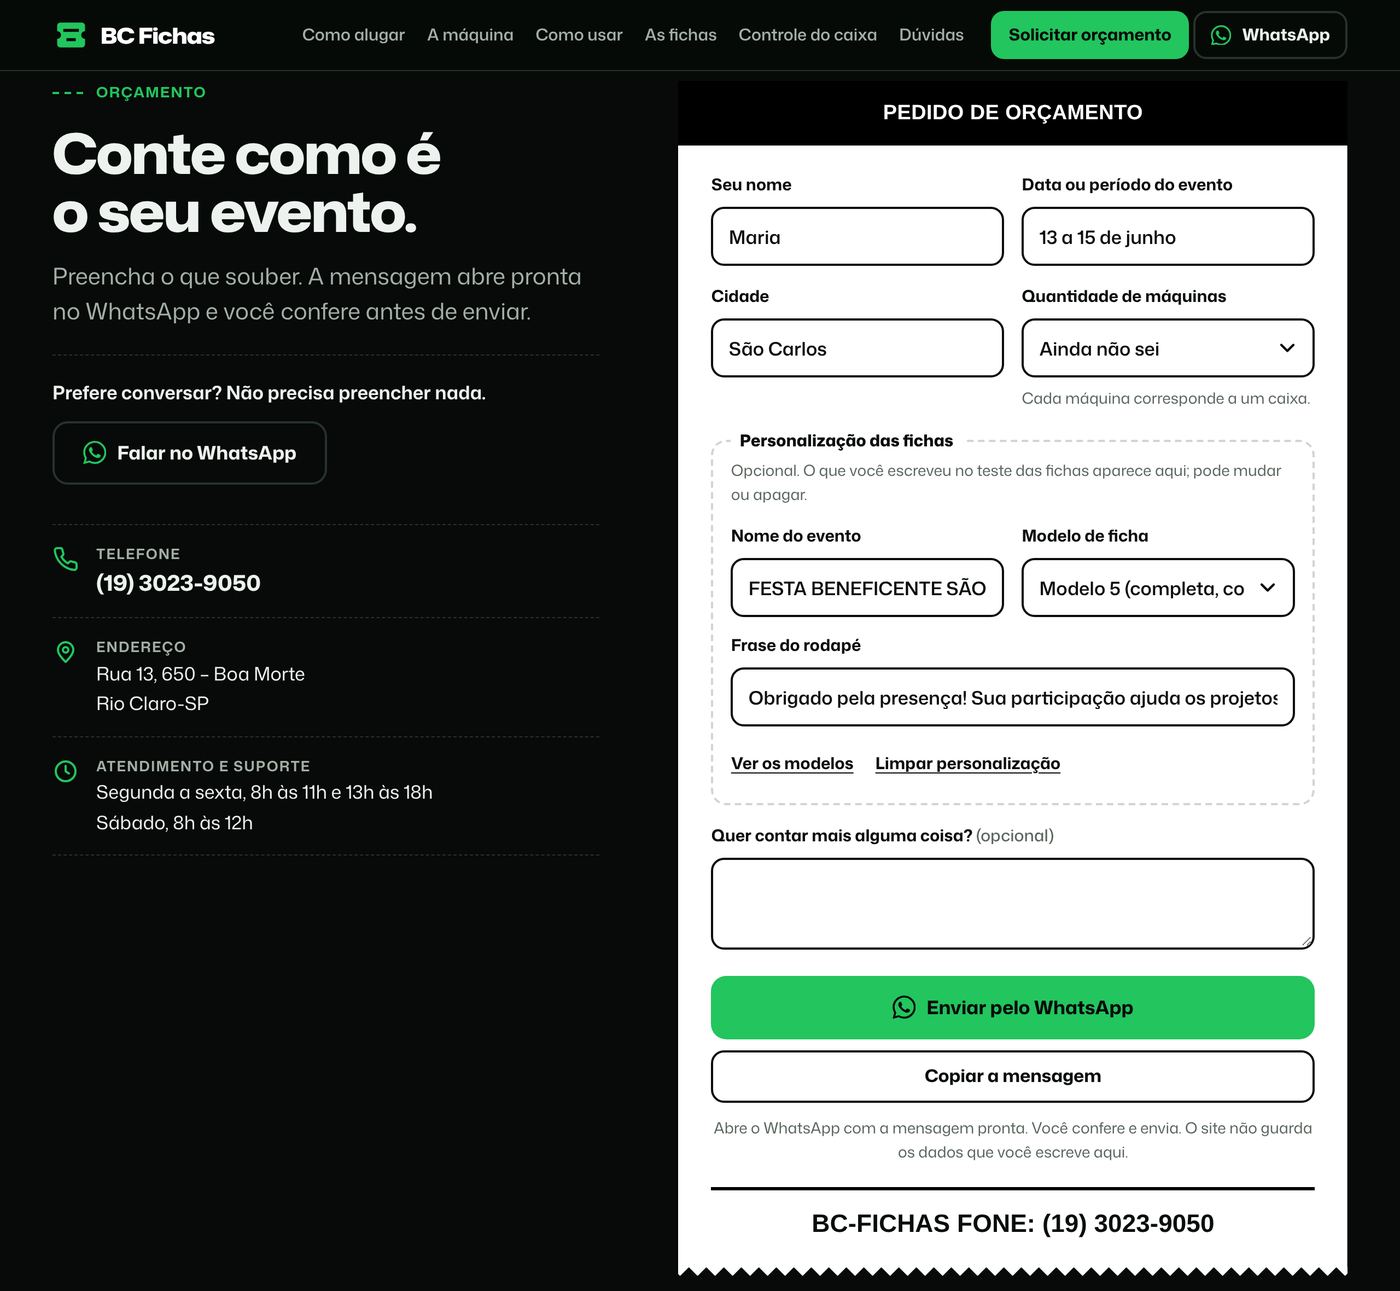 BC Fichas
Como alugar
A máquina
Como usar
As fichas
Controle do caixa
Dúvidas
Solicitar orçamento
WhatsApp
ORÇAMENTO
Conte como é
o seu evento.
Preencha o que souber. A mensagem abre pronta
no WhatsApp e você confere antes de enviar.
Prefere conversar? Não precisa preencher nada.
Falar no WhatsApp
TELEFONE
(19) 3023-9050
ENDEREÇO
Rua 13, 650 – Boa Morte
Rio Claro-SP
ATENDIMENTO E SUPORTE
Segunda a sexta, 8h às 11h e 13h às 18h
Sábado, 8h às 12h
PEDIDO DE ORÇAMENTO
Seu nome
Maria
Data ou período do evento
13 a 15 de junho
Cidade
São Carlos
Quantidade de máquinas
Ainda não sei
Cada máquina corresponde a um caixa.
Personalização das fichas
Opcional. O que você escreveu no teste das fichas aparece aqui; pode mudar
ou apagar.
Nome do evento
FESTA BENEFICENTE SÃO
Modelo de ficha
Modelo 5 (completa, co
Frase do rodapé
Obrigado pela presença! Sua participação ajuda os projetos
Ver os modelos
Limpar personalização
Quer contar mais alguma coisa? (opcional)
Enviar pelo WhatsApp
Copiar a mensagem
Abre o WhatsApp com a mensagem pronta. Você confere e envia. O site não guarda
os dados que você escreve aqui.
BC-FICHAS FONE: (19) 3023-9050